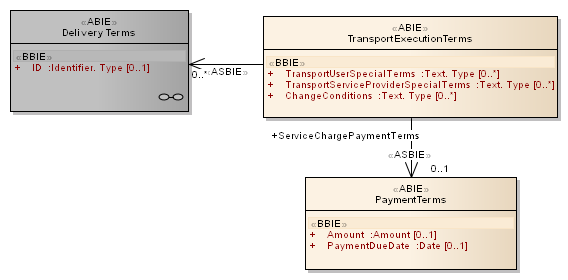 «ABIE»
Delivery Terms
«BBIE»
+ ID :Identifier. Type [0..1]
«ABIE»
TransportExecutionTerms
«BBIE»
+ TransportUserSpecialTerms :Text. Type [0..*]
+ TransportServiceProviderSpecialTerms :Text. Type [0..*]
+ ChangeConditions :Text. Type [0..*]
0..* «ASBIE»
+ServiceChargePaymentTerms
«ASBIE»
0..1
«ABIE»
PaymentTerms
«BBIE»
+ Amount :Amount [0..1]
+ PaymentDueDate :Date [0..1]